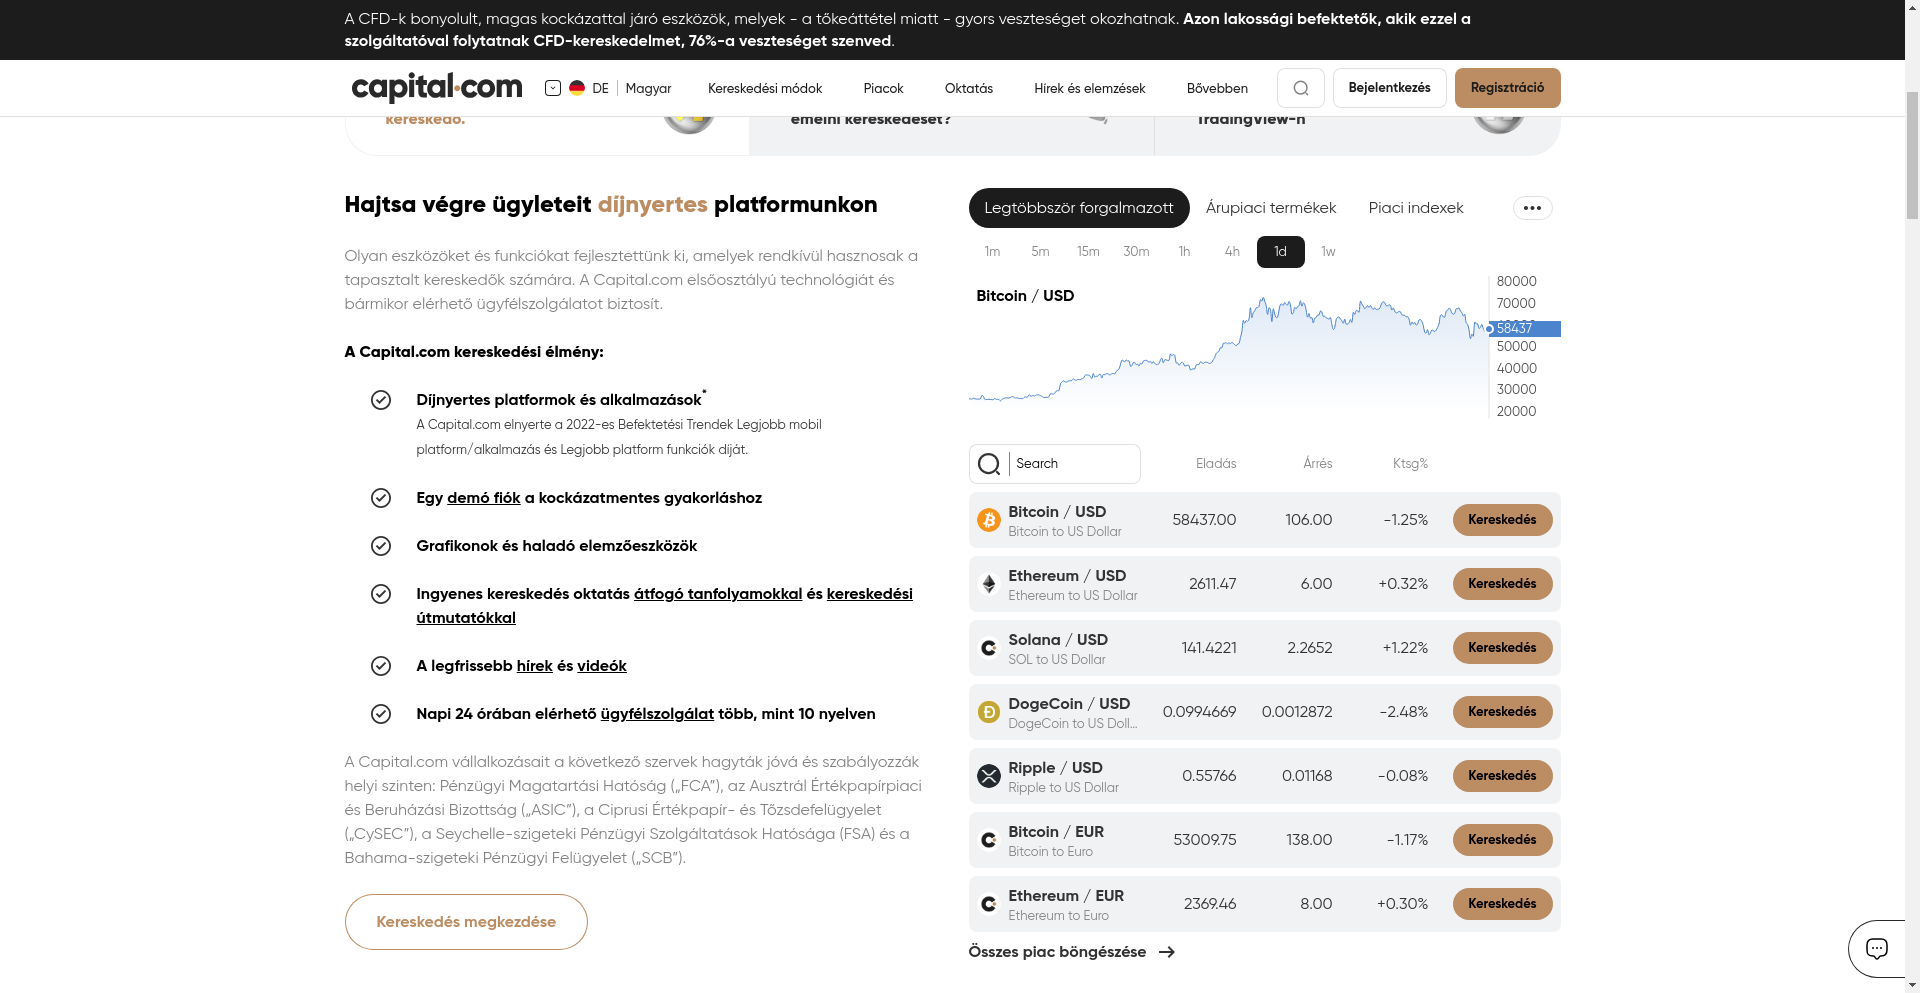 A CFD-k bonyolult, magas kockázattal járó eszközök, melyek - a tőkeáttétel miatt - gyors veszteséget okozhatnak. Azon lakossági befektetők, akik ezzel a
szolgáltatóval folytatnak CFD-kereskedelmet, 76%-a veszteséget szenved.
capital.com
DE
Magyar
Kereskedési módok
Piacok
Oktatás
Hírek és elemzések
Bővebben
Bejelentkezés
Regisztráció
kereskedő.
emelni kereskedését?
TradingView-n
Hajtsa végre ügyleteit díjnyertes platformunkon
Olyan eszközöket és funkciókat fejlesztettünk ki, amelyek rendkívül hasznosak a
tapasztalt kereskedők számára. A Capital.com elsőosztályú technológiát és
bármikor elérhető ügyfélszolgálatot biztosít.
A Capital.com kereskedési élmény:
Díjnyertes platformok és alkalmazások*
A Capital.com elnyerte a 2022-es Befektetési Trendek Legjobb mobil
platform/alkalmazás és Legjobb platform funkciók díját.
Egy demó fiók a kockázatmentes gyakorláshoz
Grafikonok és haladó elemzőeszközök
Ingyenes kereskedés oktatás átfogó tanfolyamokkal és kereskedési
útmutatókkal
A legfrissebb hírek és videók
Napi 24 órában elérhető ügyfélszolgálat több, mint 10 nyelven
A Capital.com vállalkozásait a következő szervek hagyták jóvá és szabályozzák
helyi szinten: Pénzügyi Magatartási Hatóság („FCA”), az Ausztrál Értékpapírpiaci
és Beruházási Bizottság („ASIC”), a Ciprusi Értékpapír- és Tőzsdefelügyelet
(„CySEC”), a Seychelle-szigeteki Pénzügyi Szolgáltatások Hatósága (FSA) és a
Bahama-szigeteki Pénzügyi Felügyelet („SCB”).
Kereskedés megkezdése
Legtöbbször forgalmazott
Árupiaci termékek
Piaci indexek
1m 5m 15m 30m 1h 4h 1d 1w
Bitcoin / USD
80000
70000
58437
50000
40000
30000
20000
Search
Eladás Árrés Ktsg%
Bitcoin / USD
Bitcoin to US Dollar
58437.00 106.00 -1.25% Kereskedés
Ethereum / USD
Ethereum to US Dollar
2611.47 6.00 +0.32% Kereskedés
Solana / USD
SOL to US Dollar
141.4221 2.2652 +1.22% Kereskedés
DogeCoin / USD
DogeCoin to US Doll...
0.0994669 0.0012872 -2.48% Kereskedés
Ripple / USD
Ripple to US Dollar
0.55766 0.01168 -0.08% Kereskedés
Bitcoin / EUR
Bitcoin to Euro
53009.75 138.00 -1.17% Kereskedés
Ethereum / EUR
Ethereum to Euro
2369.46 8.00 +0.30% Kereskedés
Összes piac böngészése